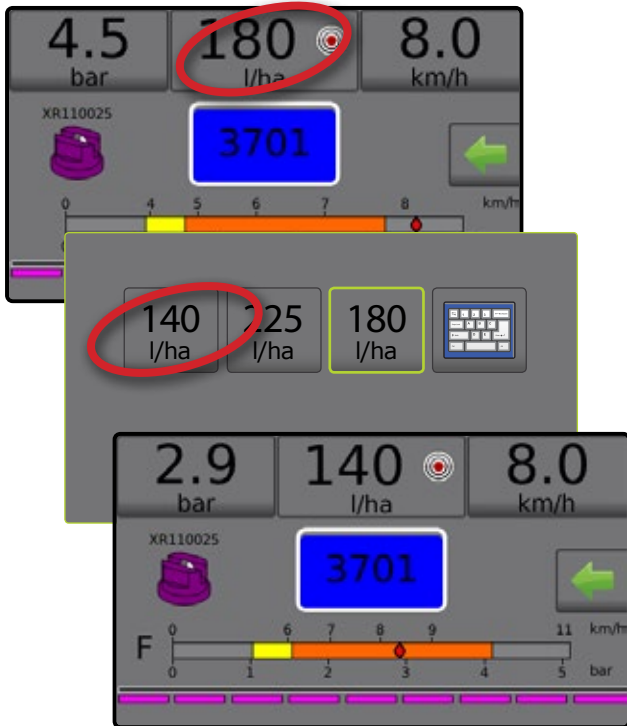 4.5 180 8.0
bar l/ha km/h
XR110025
3701
0 4 5 6 7 8 km/h
140 225 180
l/ha l/ha l/ha
2.9 140 8.0
bar l/ha km/h
XR110025
3701
0 6 7 8 9 11 km/h
F
0 1 2 3 4 5 bar